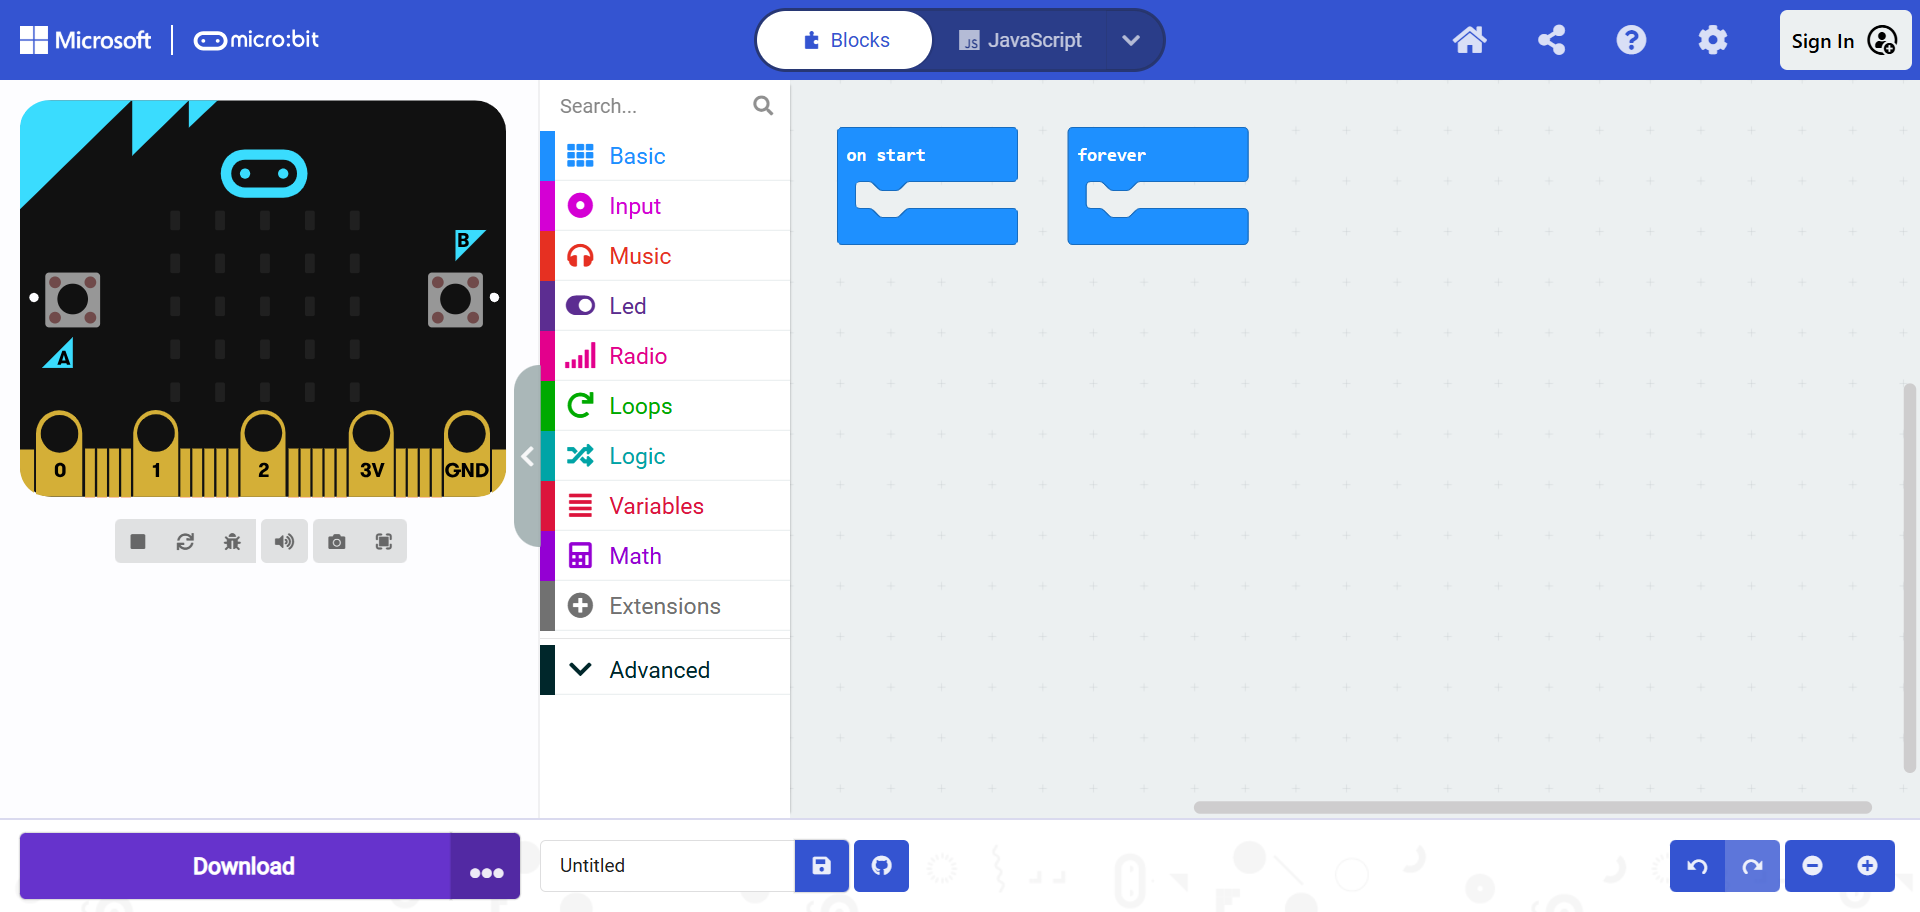 Microsoft micro:bit
Blocks
JavaScript
JS
Sign In
B
A
0 1 2 3V GND
Search...
Basic
Input
Music
Led
Radio
Loops
Logic
Variables
Math
Extensions
Advanced
on start
forever
Download
Untitled